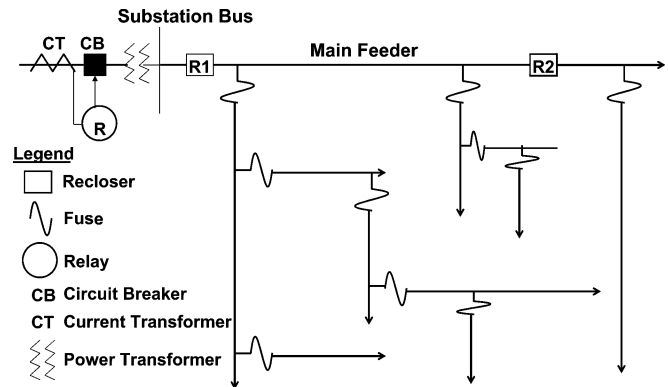 Substation Bus
CT CB
Main Feeder
R1
R2
R
Legend
Recloser
Fuse
Relay
CB Circuit Breaker
CT Current Transformer
Power Transformer